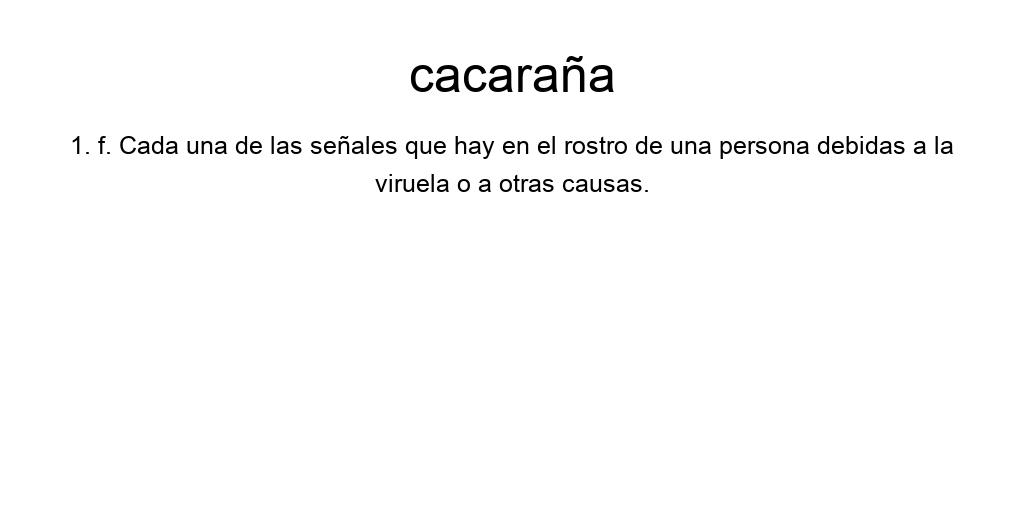 cacaraña
1. f. Cada una de las señales que hay en el rostro de una persona debidas a la
viruela o a otras causas.